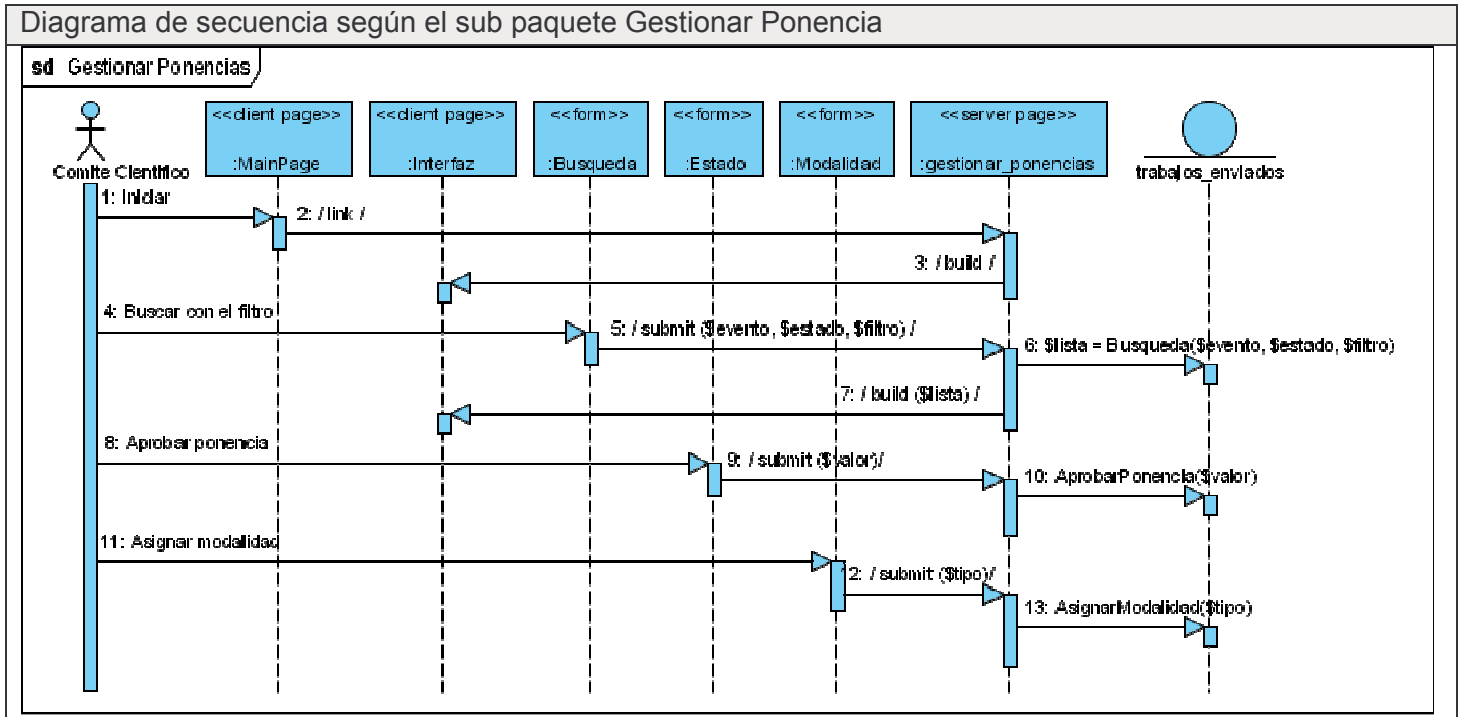 Diagrama de secuencia según el sub paquete Gestionar Ponencia
sd Gestionar Ponencias
<<client page>> <<client page>> <<form>> <<form>> <<form>> <<server page>>
Comite Cientifico :MainPage :Interfaz :Busqueda :Estado :Modalidad :gestionar_ponencias trabajos_enviados
1: Iniciar
2: / link /
3: / build /
4: Buscar con el filtro
5: / submit ($evento, $estado, $filtro) /
6: $lista = Busqueda($evento, $estado, $filtro)
7: / build ($lista) /
8: Aprobar ponencia
9: / submit ($valor)/
10: AprobarPonencia($valor)
11: Asignar modalidad
12: / submit ($tipo)/
13: AsignarModalidad($tipo)